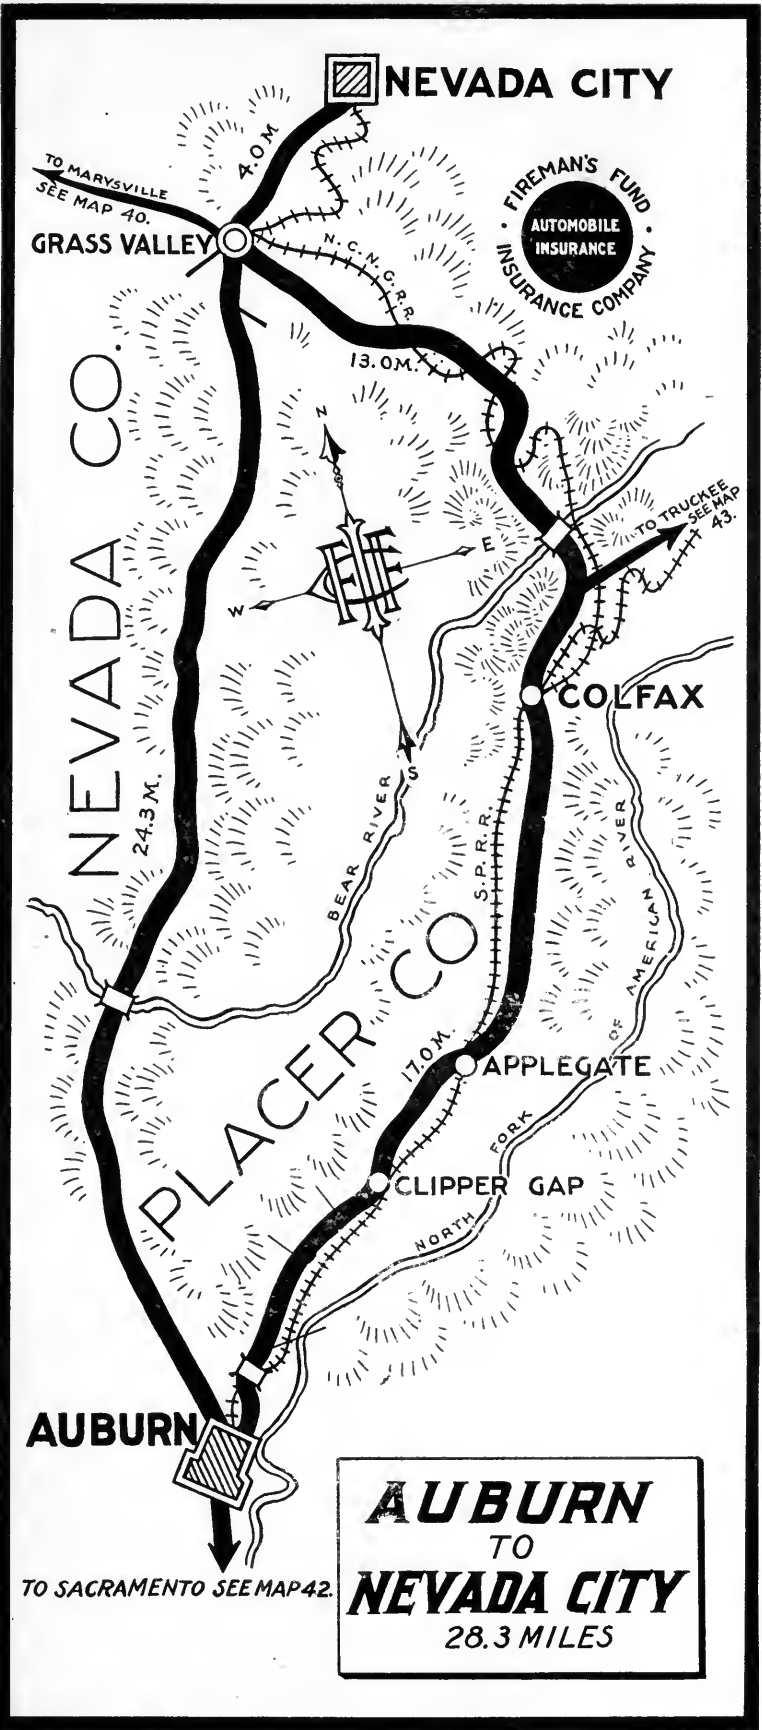 NEVADA CITY
4.0 M
TO MARYSVILLE
SEE MAP 40.
GRASS VALLEY
FIREMAN'S FUND
AUTOMOBILE
INSURANCE
INSURANCE COMPANY
N. C. N. G. R. R.
13.0 M.
NEVADA CO.
N
E
W
S
TO TRUCKEE
SEE MAP
43.
COLFAX
24.3 M.
BEAR RIVER
S. P. R. R.
NORTH FORK OF AMERICAN RIVER
PLACER CO
17.0 M.
APPLEGATE
CLIPPER GAP
AUBURN
TO SACRAMENTO SEE MAP 42.
AUBURN
TO
NEVADA CITY
28.3 MILES